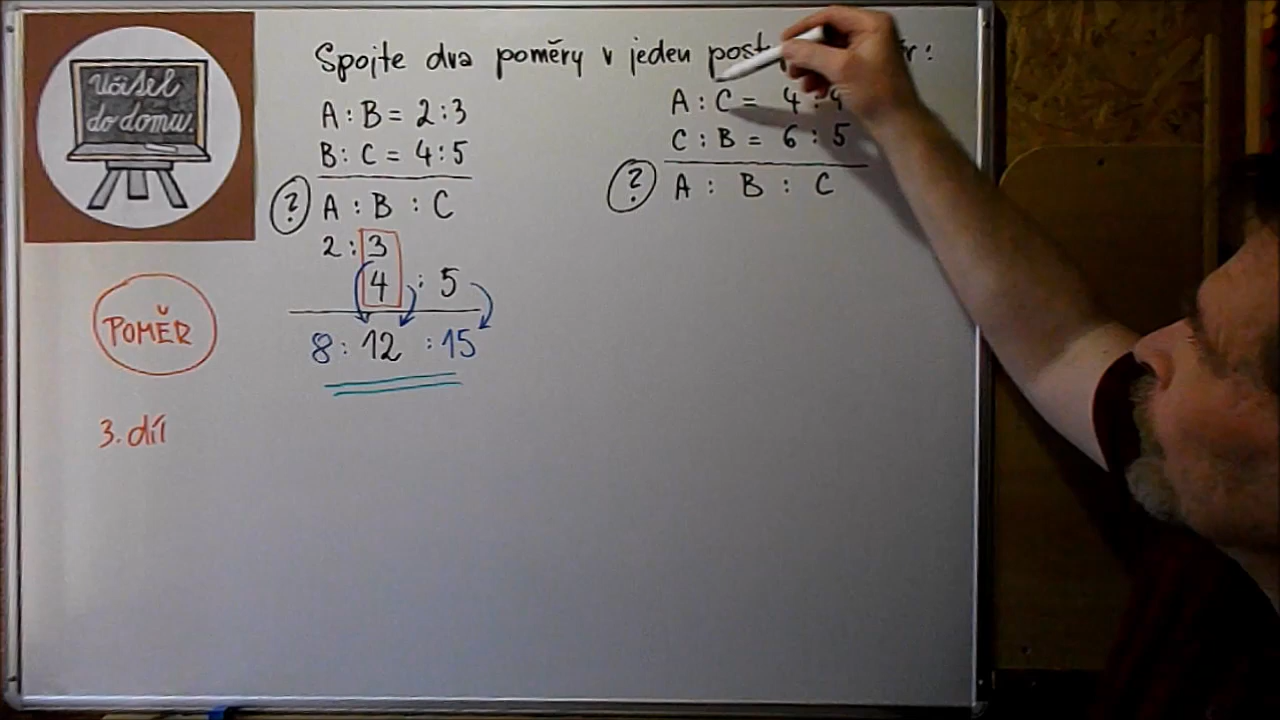 Učitel
do domu.
POMĚR
3. díl
Spojte dva poměry v jeden
A : B = 2 : 3
B : C = 4 : 5
? A : B : C
2 : 3
4 : 5
8 : 12 : 15
A : C = 4 :
C : B = 6 : 5
? A : B : C